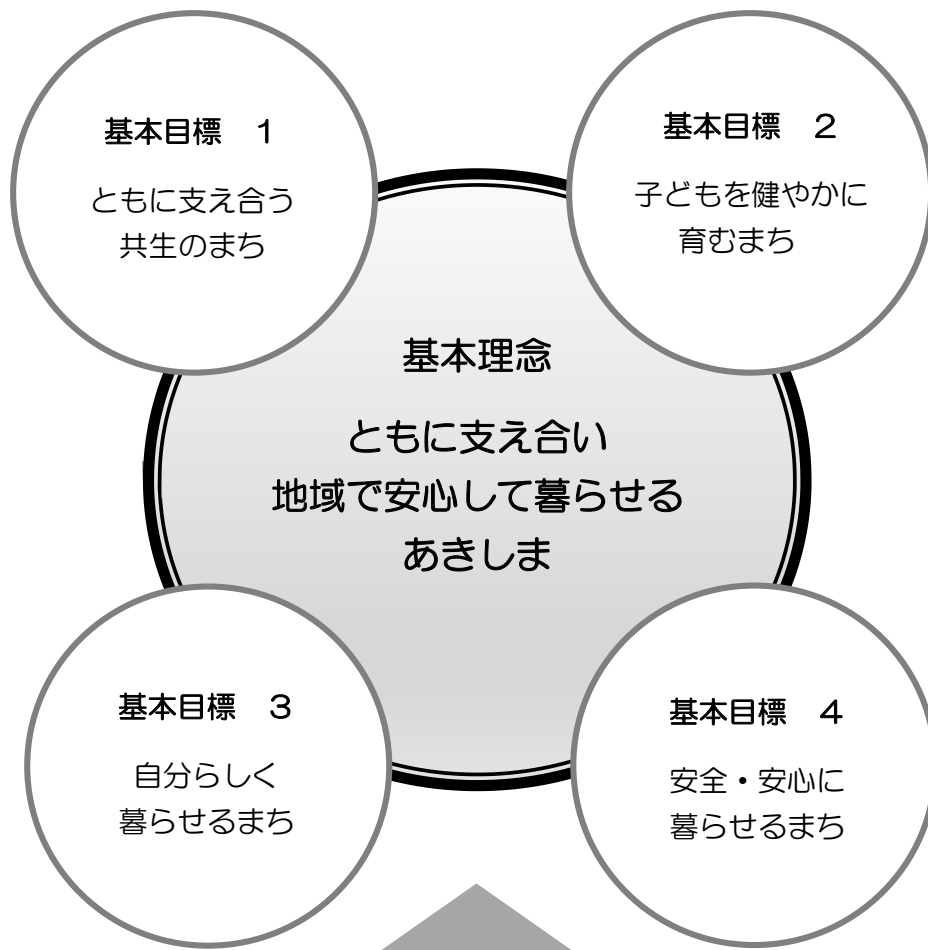 基本目標　１
ともに支え合う
共生のまち
基本目標　２
子どもを健やかに
育むまち
基本理念
ともに支え合い
地域で安心して暮らせる
あきしま
基本目標　３
自分らしく
暮らせるまち
基本目標　４
安全・安心に
暮らせるまち